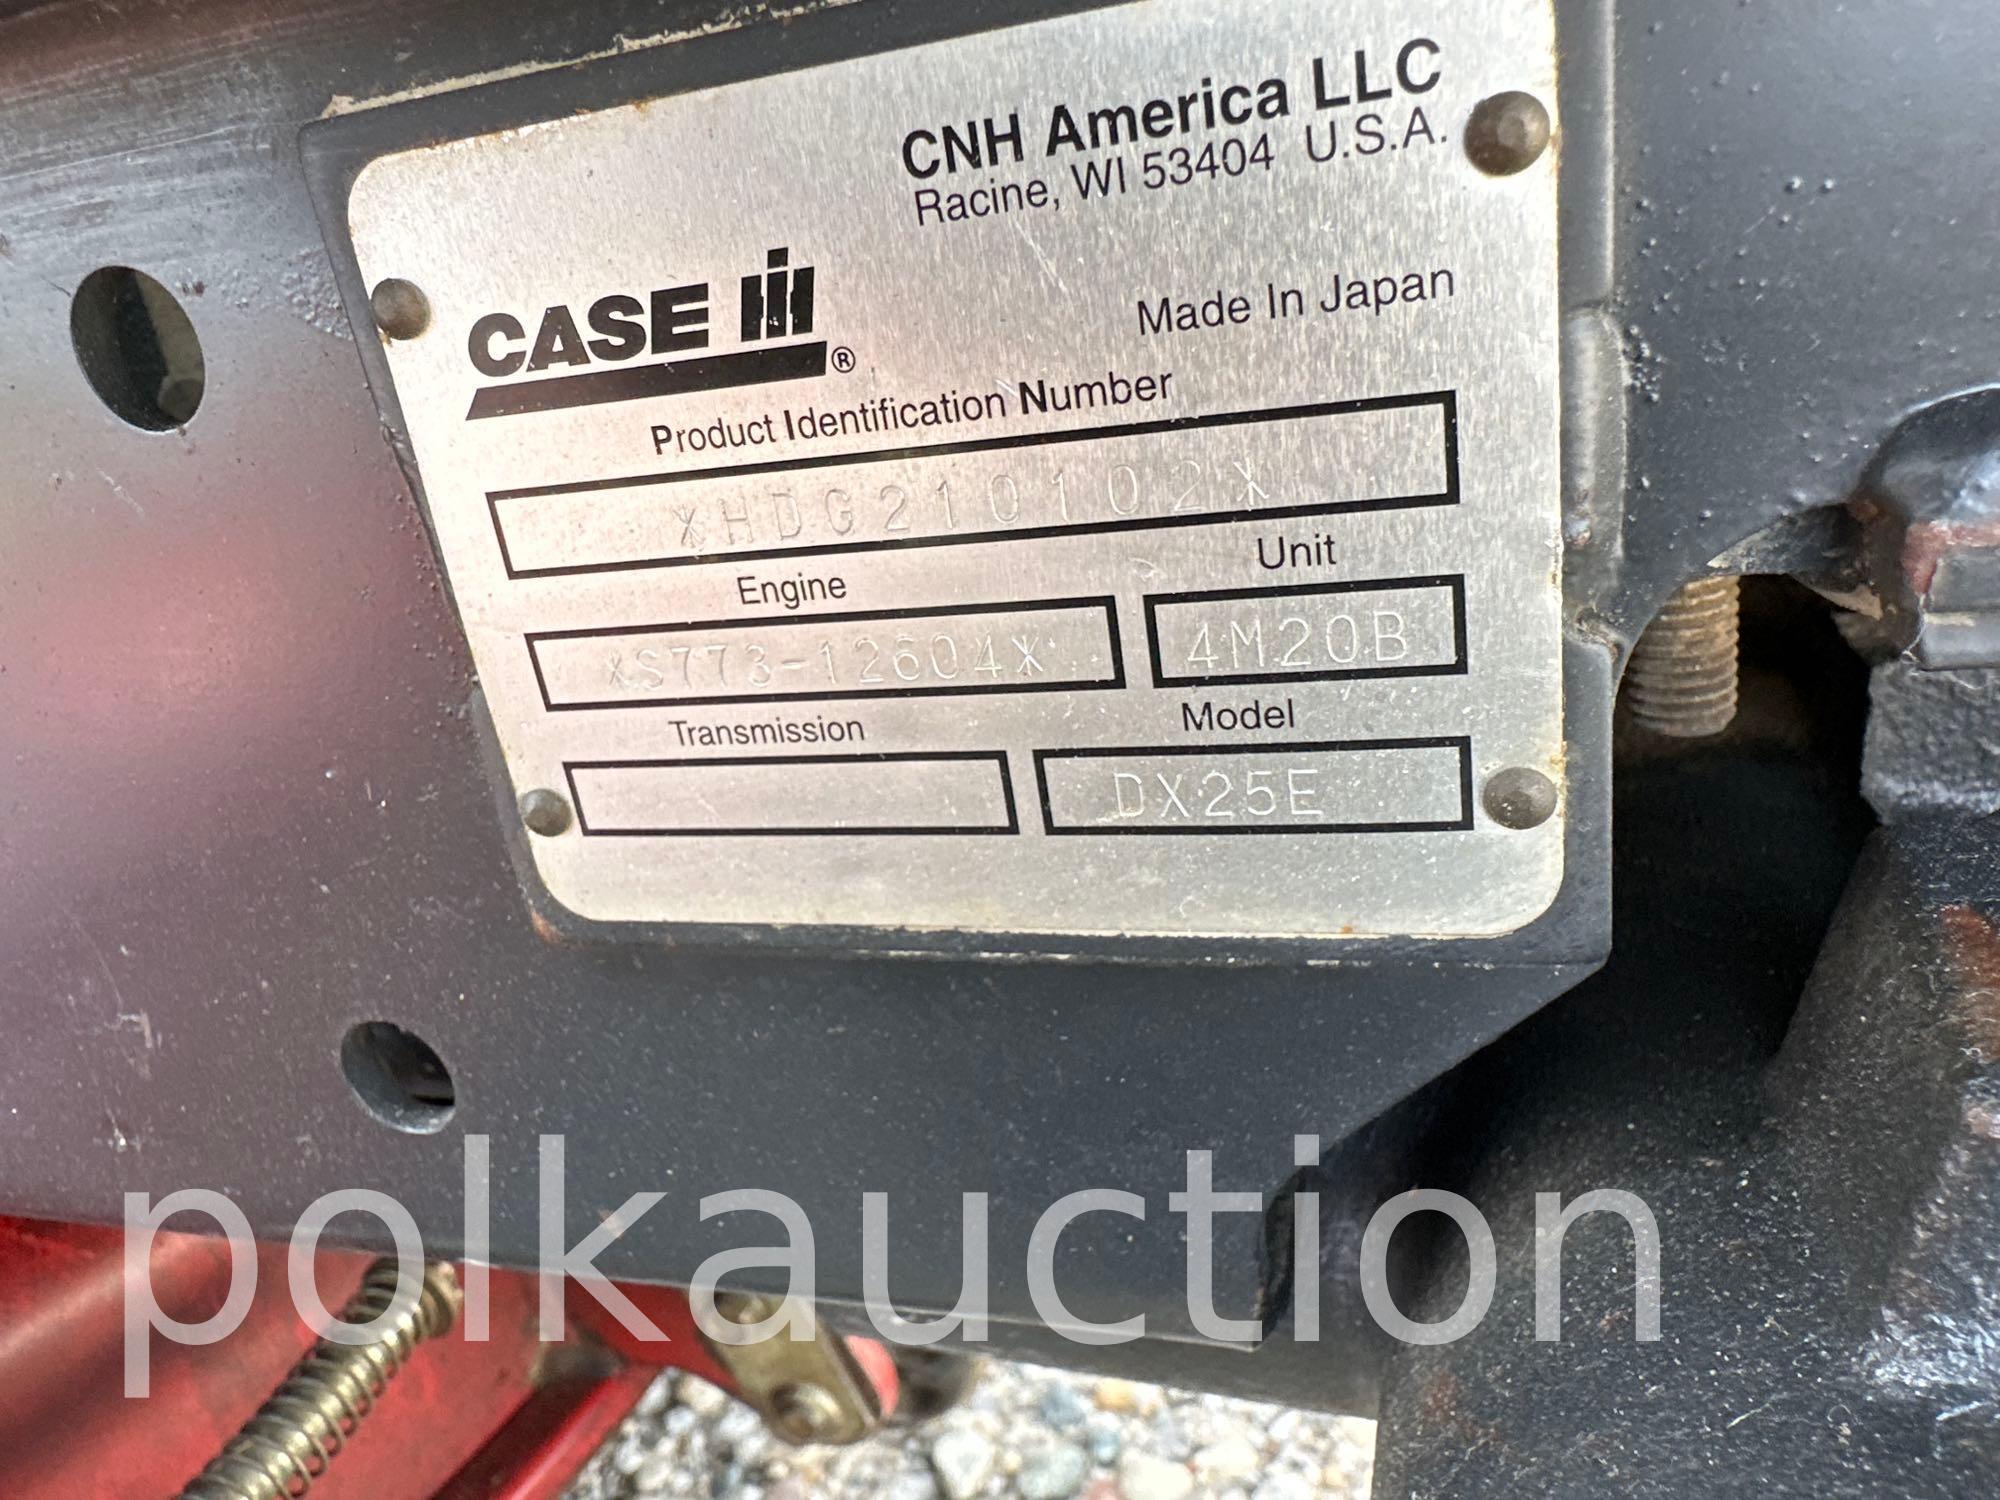 CNH America LLC
Racine, WI 53404 U.S.A.
CASE IH®
Made In Japan
Product Identification Number
*HDG210102*
Engine
Unit
*S773-12604*
4M20B
Transmission
Model
DX25E
polkauction